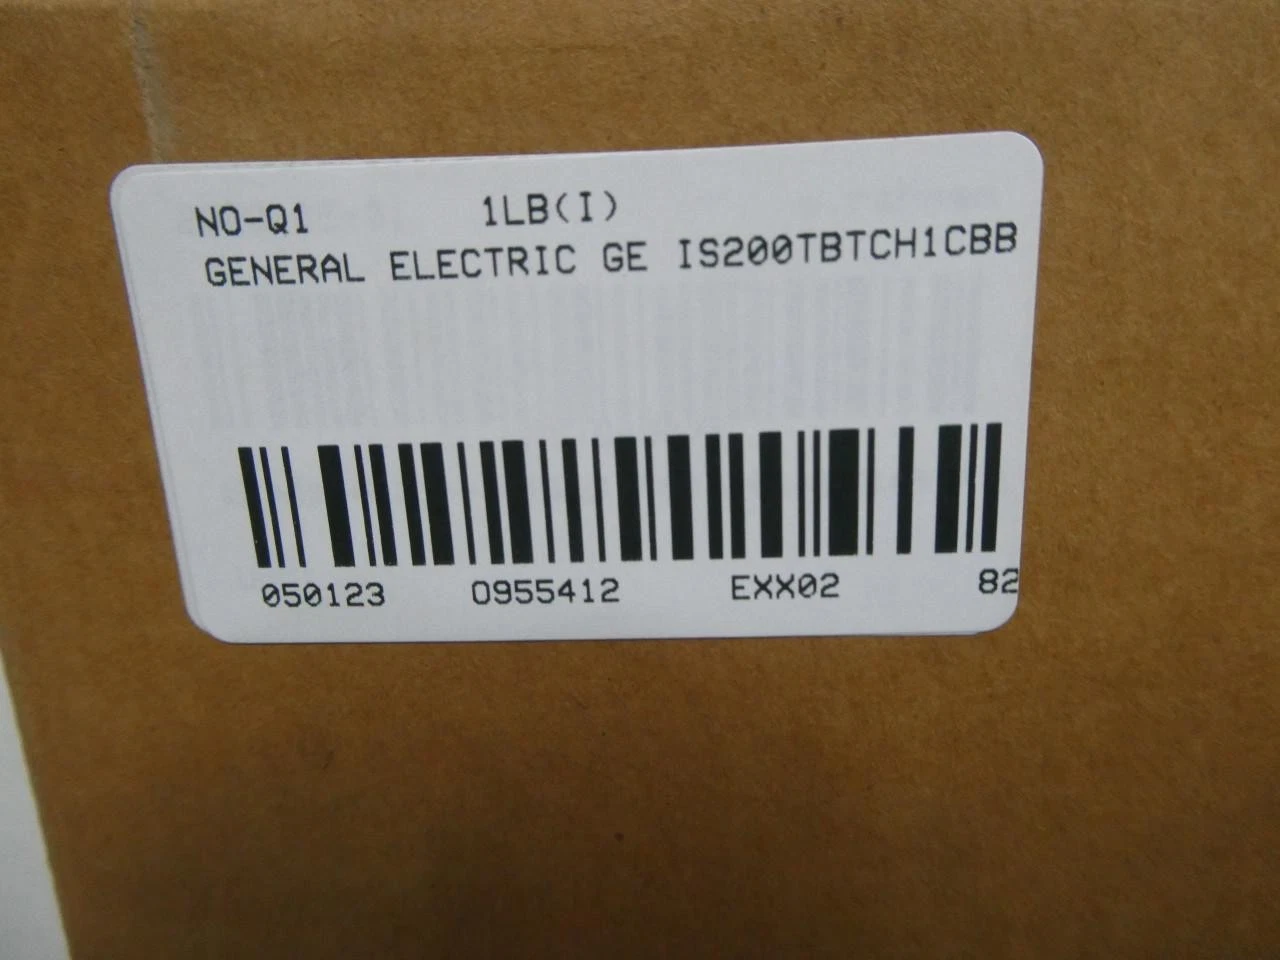 NO-Q1 1LB(I)
GENERAL ELECTRIC GE IS200TBTCH1CBB
050123 0955412 EXX02 82